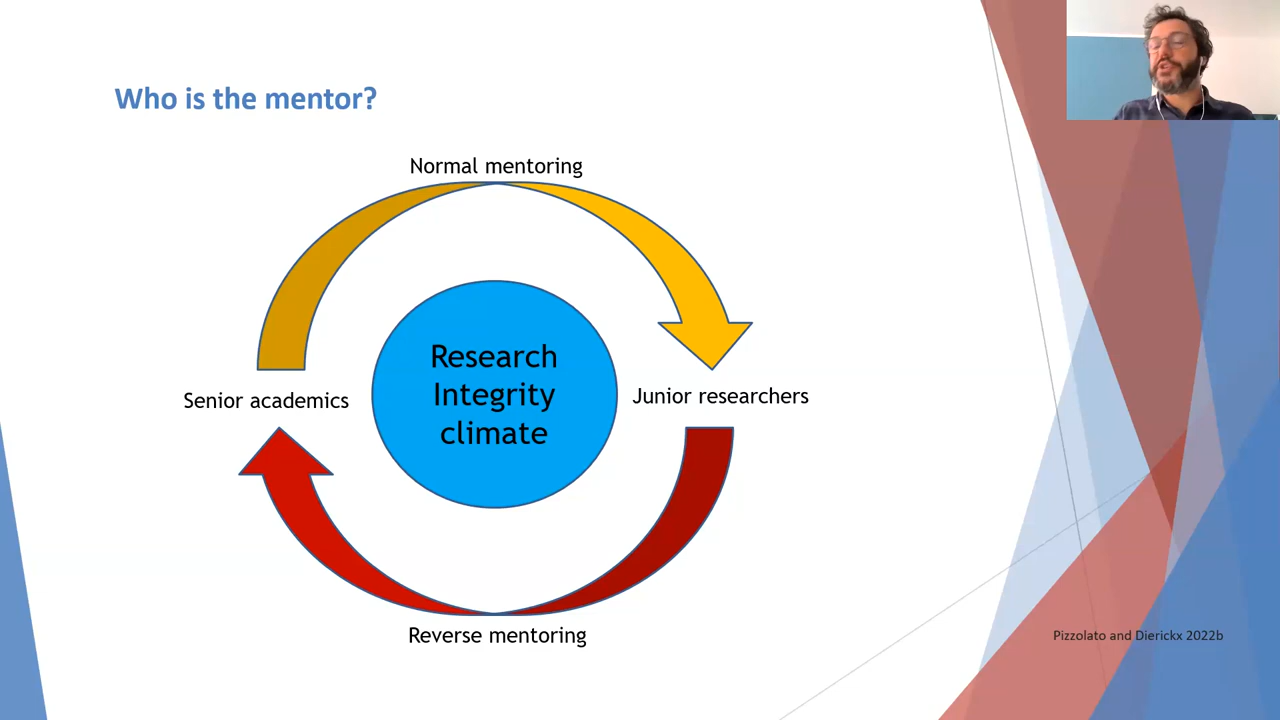 Who is the mentor?
Normal mentoring
Research
Integrity
climate
Senior academics
Junior researchers
Reverse mentoring
Pizzolato and Dierickx 2022b